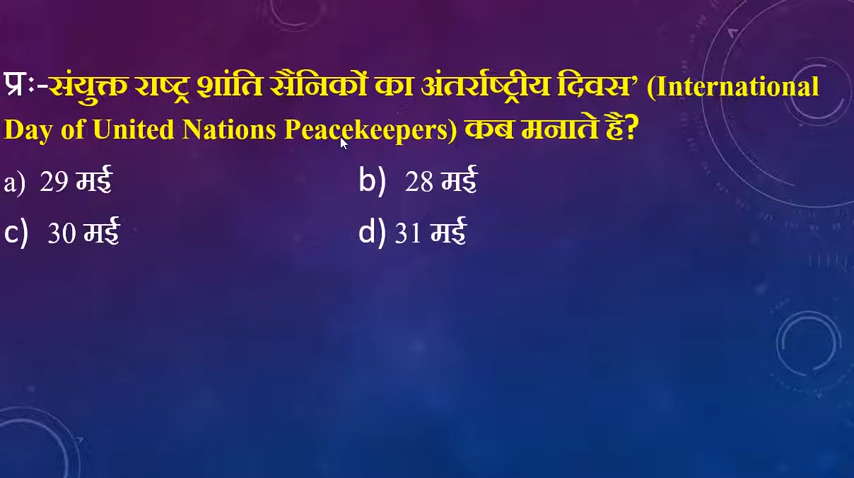 प्रः-संयुक्त राष्ट्र शांति सैनिकों का अंतर्राष्ट्रीय दिवस’ (International
Day of United Nations Peacekeepers) कब मनाते है?
a) 29 मई b) 28 मई
c) 30 मई d) 31 मई